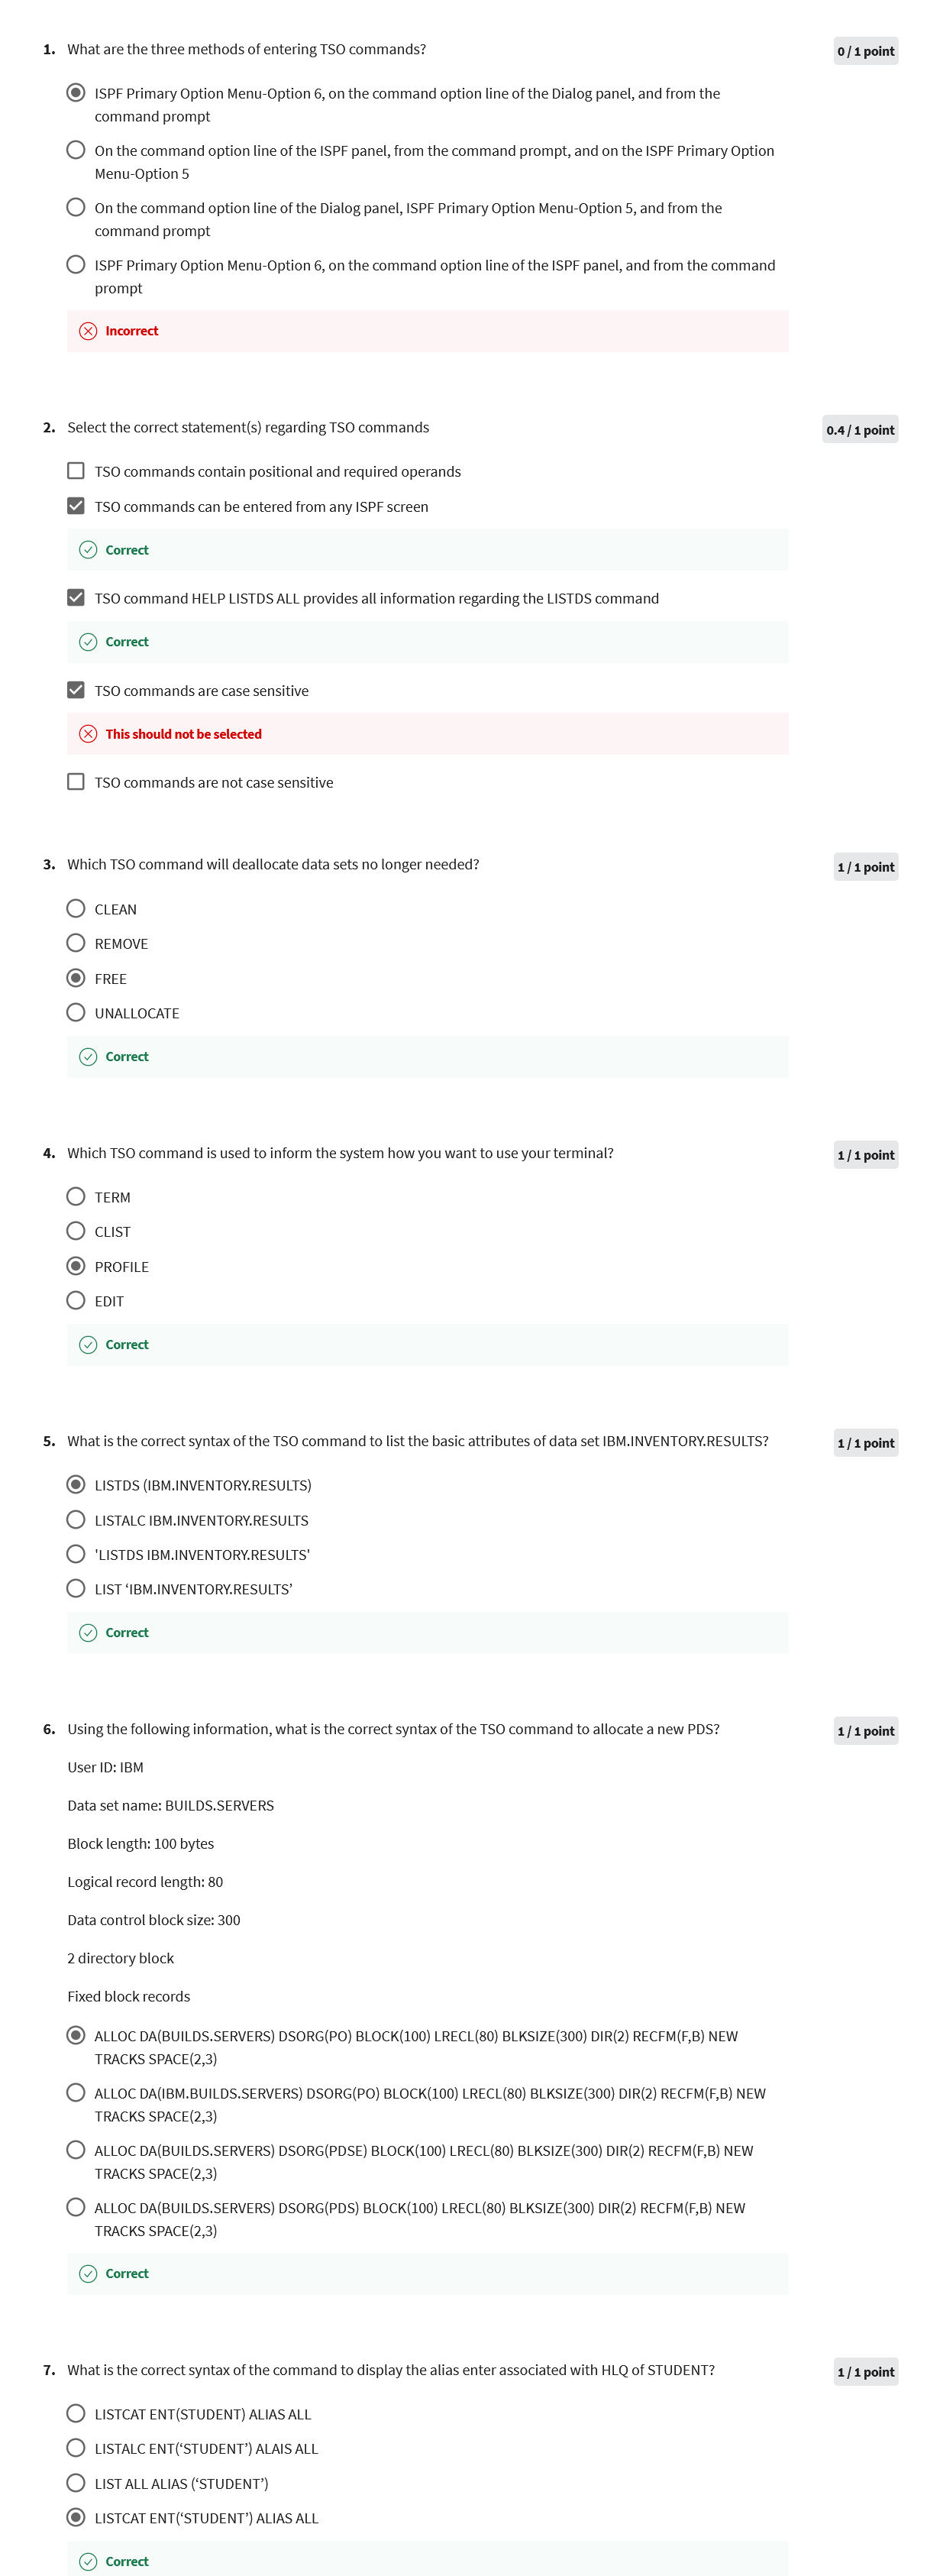 1. What are the three methods of entering TSO commands?
0 / 1 point
ISPF Primary Option Menu-Option 6, on the command option line of the Dialog panel, and from the
command prompt
On the command option line of the ISPF panel, from the command prompt, and on the ISPF Primary Option
Menu-Option 5
On the command option line of the Dialog panel, ISPF Primary Option Menu-Option 5, and from the
command prompt
ISPF Primary Option Menu-Option 6, on the command option line of the ISPF panel, and from the command
prompt
Incorrect
2. Select the correct statement(s) regarding TSO commands
0.4 / 1 point
TSO commands contain positional and required operands
TSO commands can be entered from any ISPF screen
Correct
TSO command HELP LISTDS ALL provides all information regarding the LISTDS command
Correct
TSO commands are case sensitive
This should not be selected
TSO commands are not case sensitive
3. Which TSO command will deallocate data sets no longer needed?
1 / 1 point
CLEAN
REMOVE
FREE
UNALLOCATE
Correct
4. Which TSO command is used to inform the system how you want to use your terminal?
1 / 1 point
TERM
CLIST
PROFILE
EDIT
Correct
5. What is the correct syntax of the TSO command to list the basic attributes of data set IBM.INVENTORY.RESULTS?
1 / 1 point
LISTDS (IBM.INVENTORY.RESULTS)
LISTALC IBM.INVENTORY.RESULTS
'LISTDS IBM.INVENTORY.RESULTS'
LIST ‘IBM.INVENTORY.RESULTS’
Correct
6. Using the following information, what is the correct syntax of the TSO command to allocate a new PDS?
1 / 1 point
User ID: IBM
Data set name: BUILDS.SERVERS
Block length: 100 bytes
Logical record length: 80
Data control block size: 300
2 directory block
Fixed block records
ALLOC DA(BUILDS.SERVERS) DSORG(PO) BLOCK(100) LRECL(80) BLKSIZE(300) DIR(2) RECFM(F,B) NEW
TRACKS SPACE(2,3)
ALLOC DA(IBM.BUILDS.SERVERS) DSORG(PO) BLOCK(100) LRECL(80) BLKSIZE(300) DIR(2) RECFM(F,B) NEW
TRACKS SPACE(2,3)
ALLOC DA(BUILDS.SERVERS) DSORG(PDSE) BLOCK(100) LRECL(80) BLKSIZE(300) DIR(2) RECFM(F,B) NEW
TRACKS SPACE(2,3)
ALLOC DA(BUILDS.SERVERS) DSORG(PDS) BLOCK(100) LRECL(80) BLKSIZE(300) DIR(2) RECFM(F,B) NEW
TRACKS SPACE(2,3)
Correct
7. What is the correct syntax of the command to display the alias enter associated with HLQ of STUDENT?
1 / 1 point
LISTCAT ENT(STUDENT) ALIAS ALL
LISTALC ENT(‘STUDENT’) ALAIS ALL
LIST ALL ALIAS (‘STUDENT’)
LISTCAT ENT(‘STUDENT’) ALIAS ALL
Correct